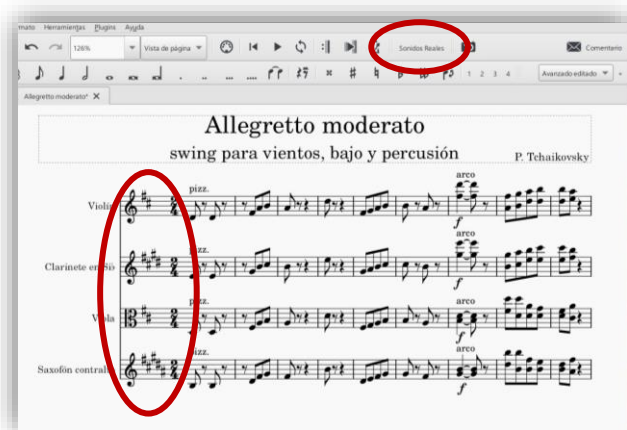 rmato Herramientas Plugins Ayuda
126% Vista de página Sonidos Reales Comentario
1 2 3 4 Avanzado editado
Allegretto moderato* X
Allegretto moderato
swing para vientos, bajo y percusión
P. Tchaikovsky
pizz. arco
Violín
f
pizz. arco
Clarinete en Si♭
f
pizz. arco
Viola
f
pizz. arco
Saxofón contralto
f